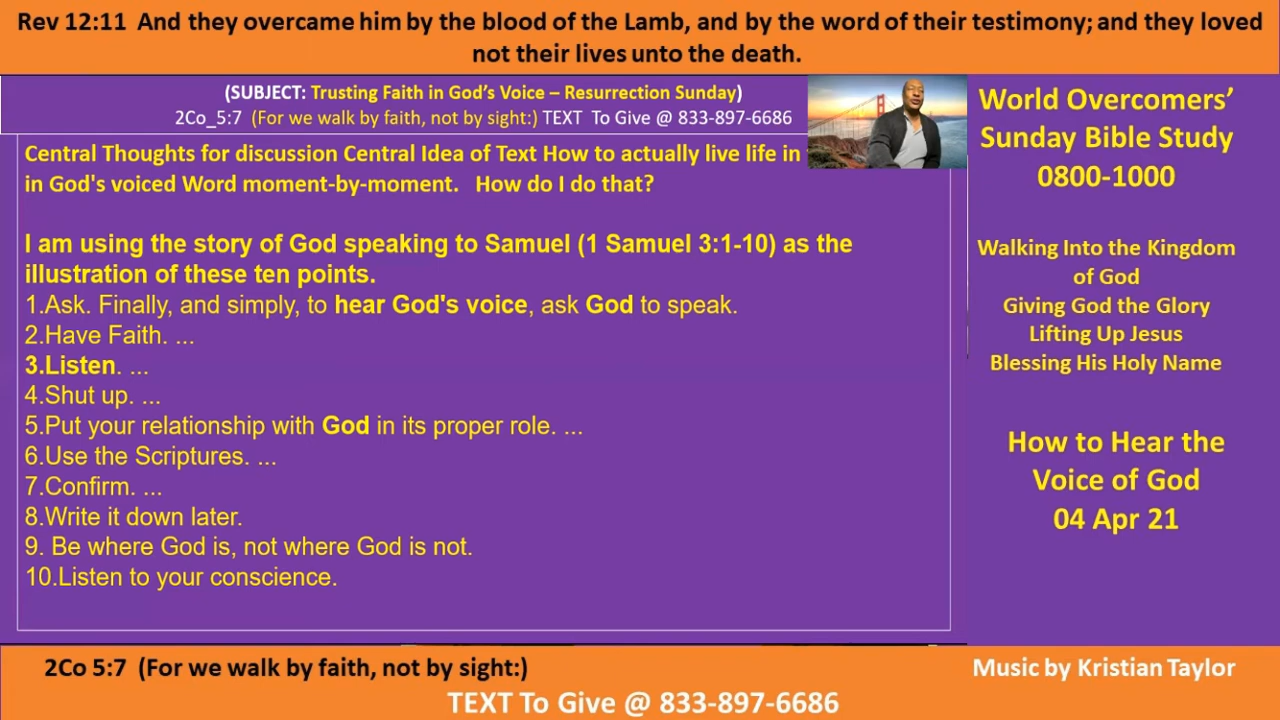 Rev 12:11 And they overcame him by the blood of the Lamb, and by the word of their testimony; and they loved
not their lives unto the death.
(SUBJECT: Trusting Faith in God's Voice – Resurrection Sunday)
2Co_5:7 (For we walk by faith, not by sight:) TEXT To Give @ 833-897-6686
Central Thoughts for discussion Central Idea of Text How to actually live life in
in God's voiced Word moment-by-moment. How do I do that?
I am using the story of God speaking to Samuel (1 Samuel 3:1-10) as the
illustration of these ten points.
1.Ask. Finally, and simply, to hear God's voice, ask God to speak.
2.Have Faith. ...
3.Listen. ...
4.Shut up. ...
5.Put your relationship with God in its proper role. ...
6.Use the Scriptures. ...
7.Confirm. ...
8.Write it down later.
9. Be where God is, not where God is not.
10.Listen to your conscience.
World Overcomers'
Sunday Bible Study
0800-1000
Walking Into the Kingdom
of God
Giving God the Glory
Lifting Up Jesus
Blessing His Holy Name
How to Hear the
Voice of God
04 Apr 21
2Co 5:7 (For we walk by faith, not by sight:)
Music by Kristian Taylor
TEXT To Give @ 833-897-6686